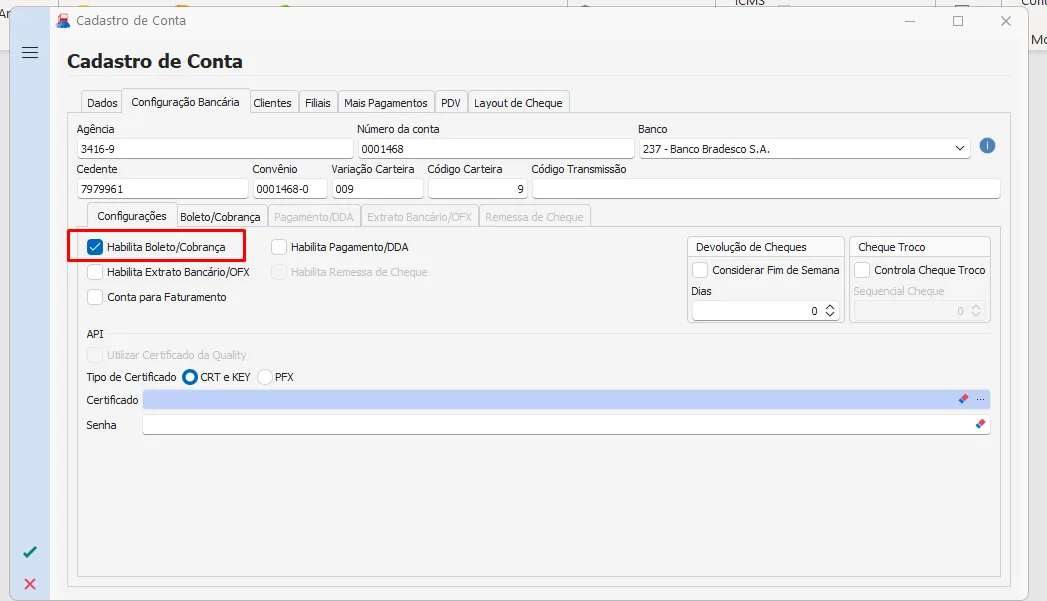 ICMS
Cadastro de Conta
Cadastro de Conta
Dados Configuração Bancária Clientes Filiais Mais Pagamentos PDV Layout de Cheque
Agência Número da conta Banco
3416-9 0001468 237 - Banco Bradesco S.A.
Cedente Convênio Variação Carteira Código Carteira Código Transmissão
7979961 0001468-0 009 9
Configurações Boleto/Cobrança Pagamento/DDA Extrato Bancário/OFX Remessa de Cheque
Habilita Boleto/Cobrança Habilita Pagamento/DDA Devolução de Cheques Cheque Troco
Habilita Extrato Bancário/OFX Habilita Remessa de Cheque Considerar Fim de Semana Controla Cheque Troco
Dias Sequencial Cheque
Conta para Faturamento
0 0
API
Utilizar Certificado da Quality
Tipo de Certificado CRT e KEY PFX
Certificado ...
Senha